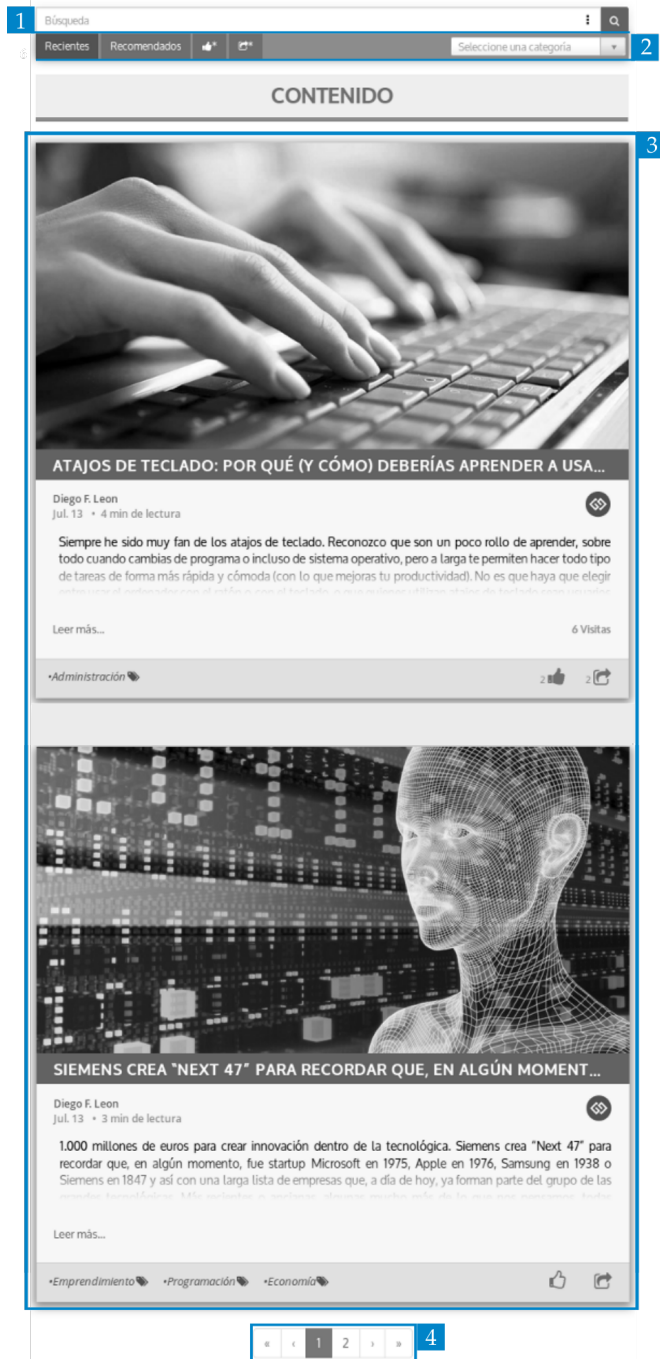 1
Búsqueda
Recientes Recomendados Seleccione una categoría
2
CONTENIDO
3
ATAJOS DE TECLADO: POR QUÉ (Y CÓMO) DEBERÍAS APRENDER A USA...
Diego F. Leon
Jul. 13 • 4 min de lectura
Siempre he sido muy fan de los atajos de teclado. Reconozco que son un poco rollo de aprender, sobre
todo cuando cambias de programa o incluso de sistema operativo, pero a larga te permiten hacer todo tipo
de tareas de forma más rápida y cómoda (con lo que mejoras tu productividad). No es que haya que elegir
Leer más...
6 Visitas
•Administración
2 2
SIEMENS CREA "NEXT 47" PARA RECORDAR QUE, EN ALGÚN MOMENT...
Diego F. Leon
Jul. 13 • 3 min de lectura
1.000 millones de euros para crear innovación dentro de la tecnológica. Siemens crea "Next 47" para
recordar que, en algún momento, fue startup Microsoft en 1975, Apple en 1976, Samsung en 1938 o
Siemens en 1847 y así con una larga lista de empresas que, a día de hoy, ya forman parte del grupo de las
Leer más...
•Emprendimiento •Programación •Economía
« ‹ 1 2 › »
4